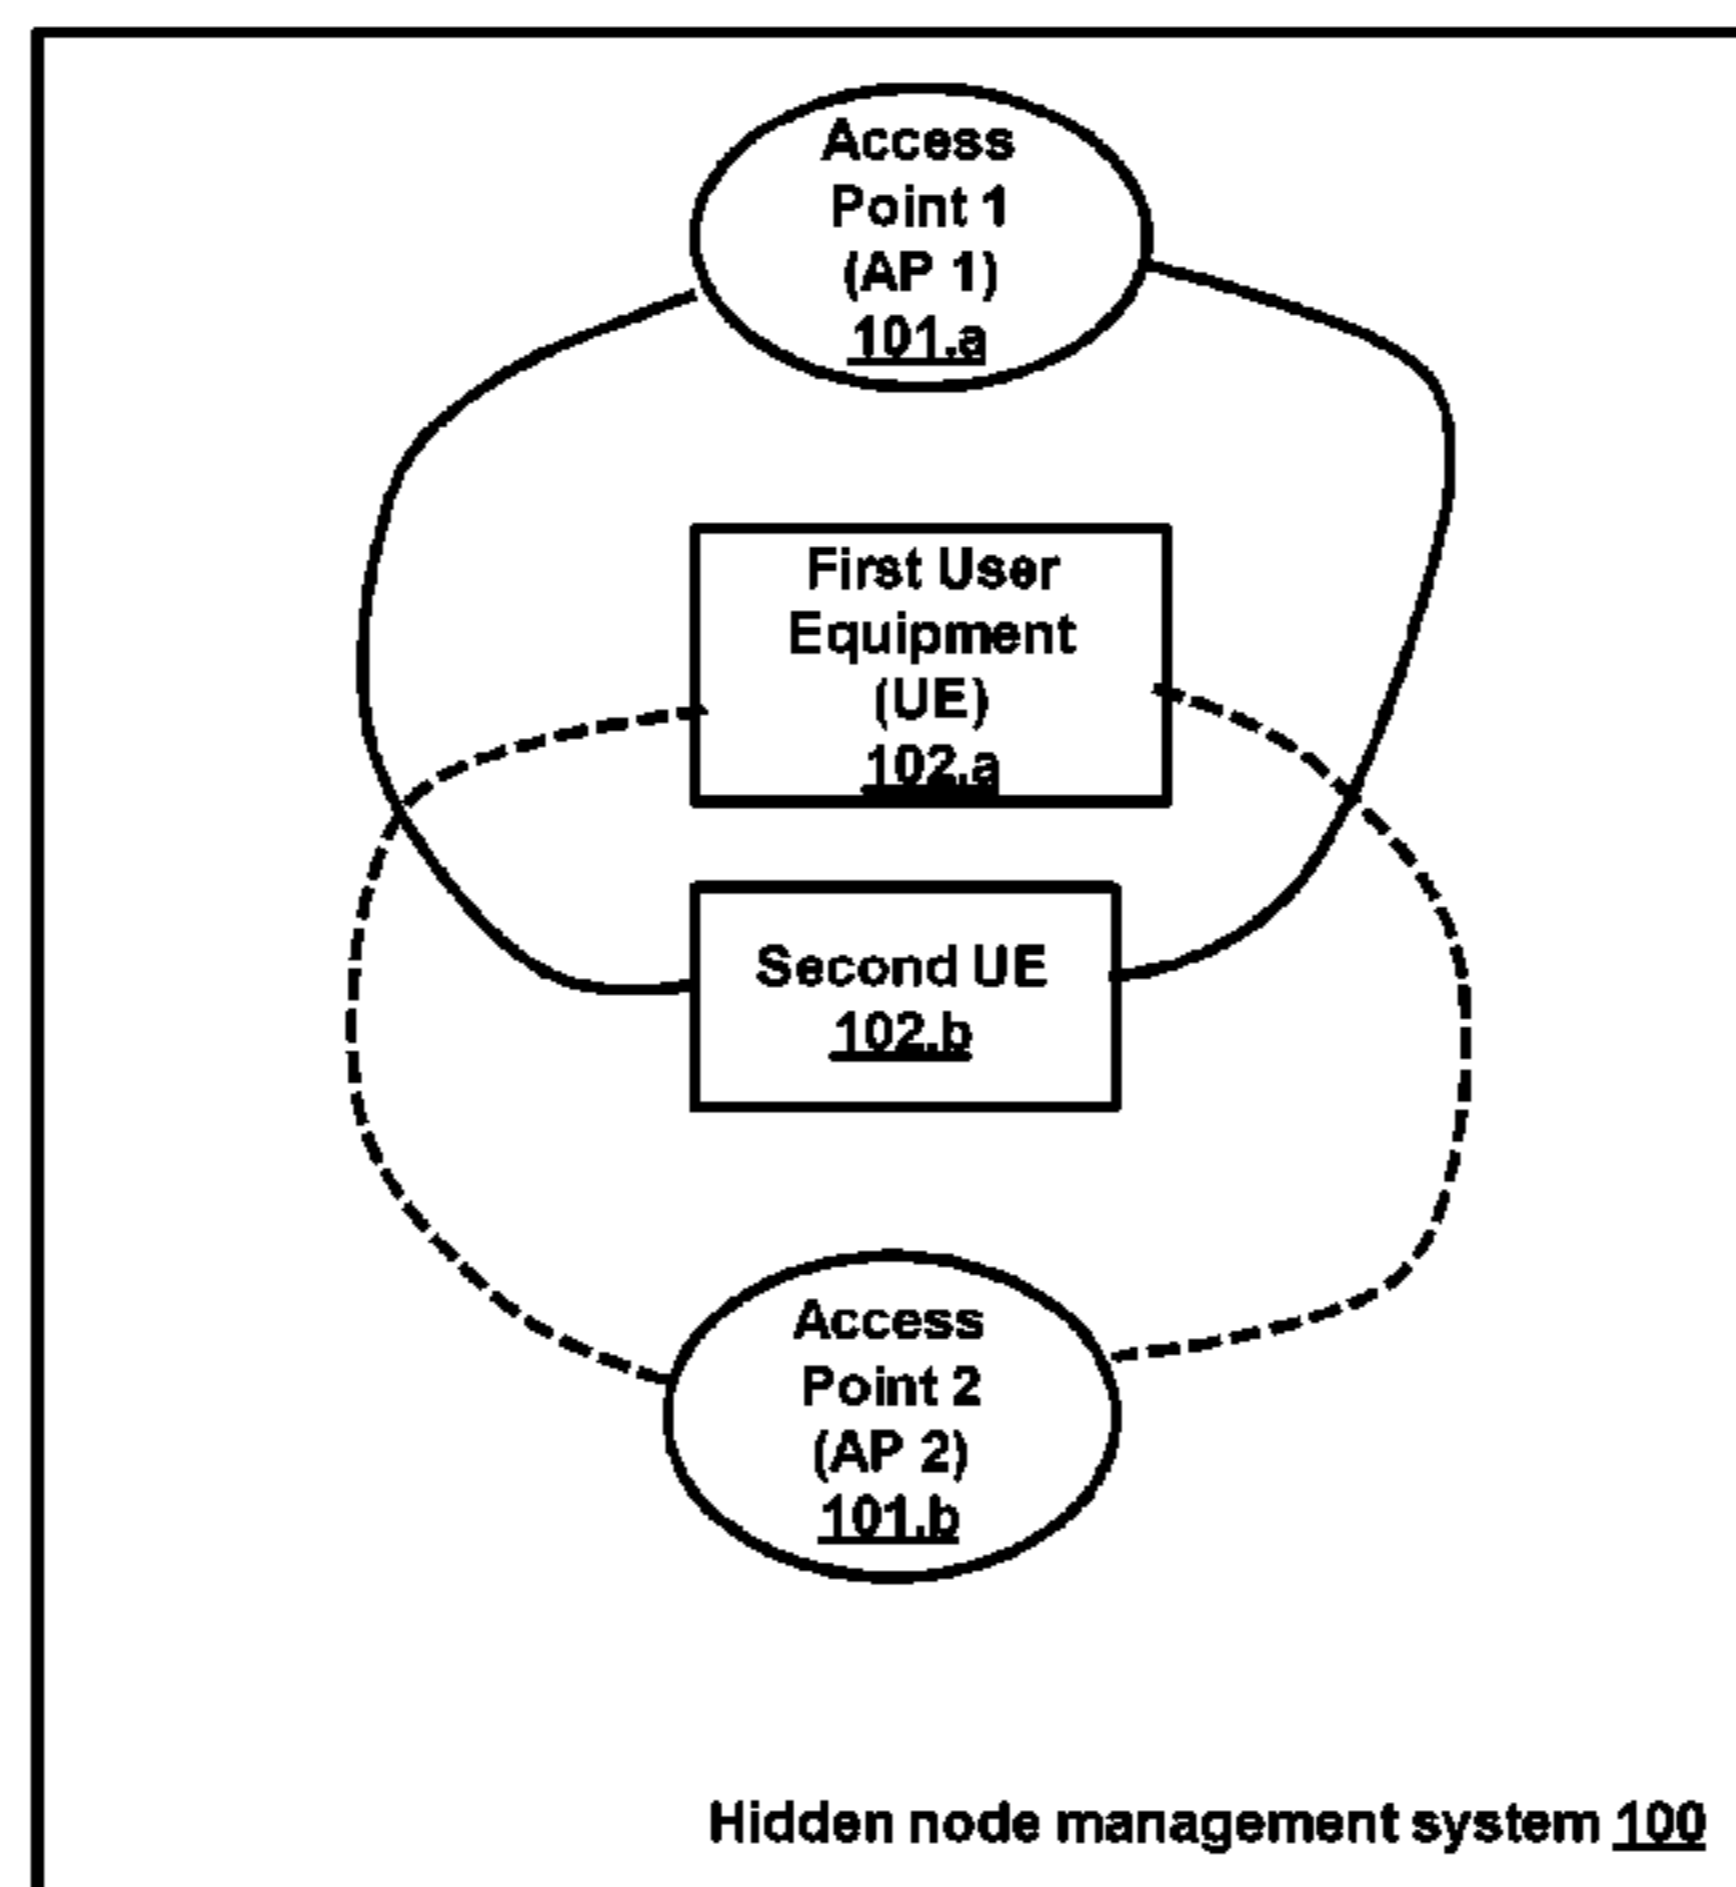 Access
Point 1
(AP 1)
101.a
First User
Equipment
(UE)
102.a
Second UE
102.b
Access
Point 2
(AP 2)
101.b
Hidden node management system 100